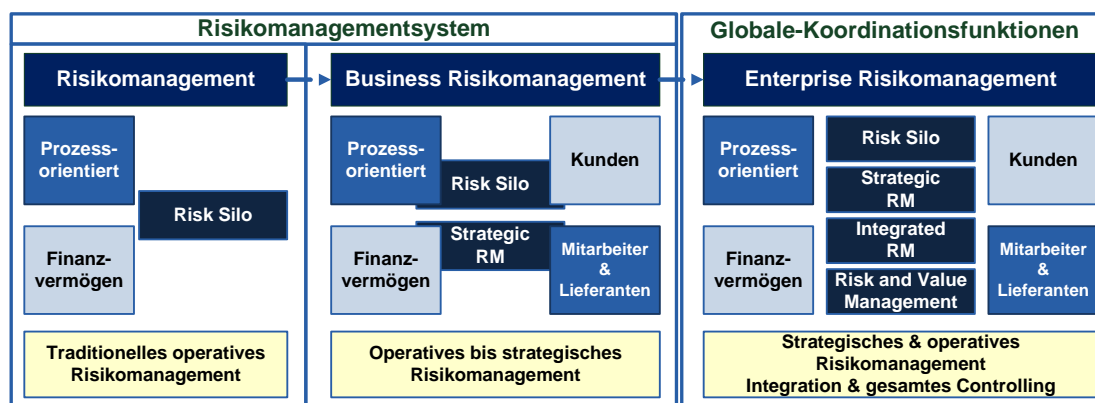 Risikomanagementsystem
Globale-Koordinationsfunktionen
Risikomanagement
Business Risikomanagement
Enterprise Risikomanagement
Prozess-
orientiert
Risk Silo
Finanz-
vermögen
Traditionelles operatives
Risikomanagement
Prozess-
orientiert
Kunden
Risk Silo
Strategic
RM
Finanz-
vermögen
Mitarbeiter
&
Lieferanten
Operatives bis strategisches
Risikomanagement
Prozess-
orientiert
Risk Silo
Kunden
Strategic
RM
Integrated
RM
Finanz-
vermögen
Risk and Value
Management
Mitarbeiter
&
Lieferanten
Strategisches & operatives
Risikomanagement
Integration & gesamtes Controlling